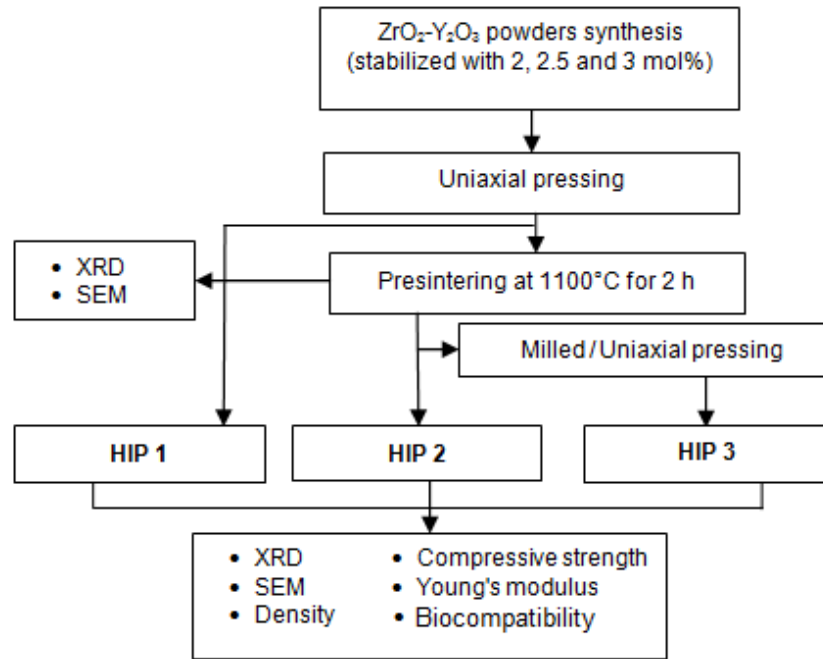 ZrO₂-Y₂O₃ powders synthesis
(stabilized with 2, 2.5 and 3 mol%)
Uniaxial pressing
• XRD
• SEM
Presintering at 1100°C for 2 h
Milled / Uniaxial pressing
HIP 1
HIP 2
HIP 3
• XRD
• SEM
• Density
• Compressive strength
• Young's modulus
• Biocompatibility